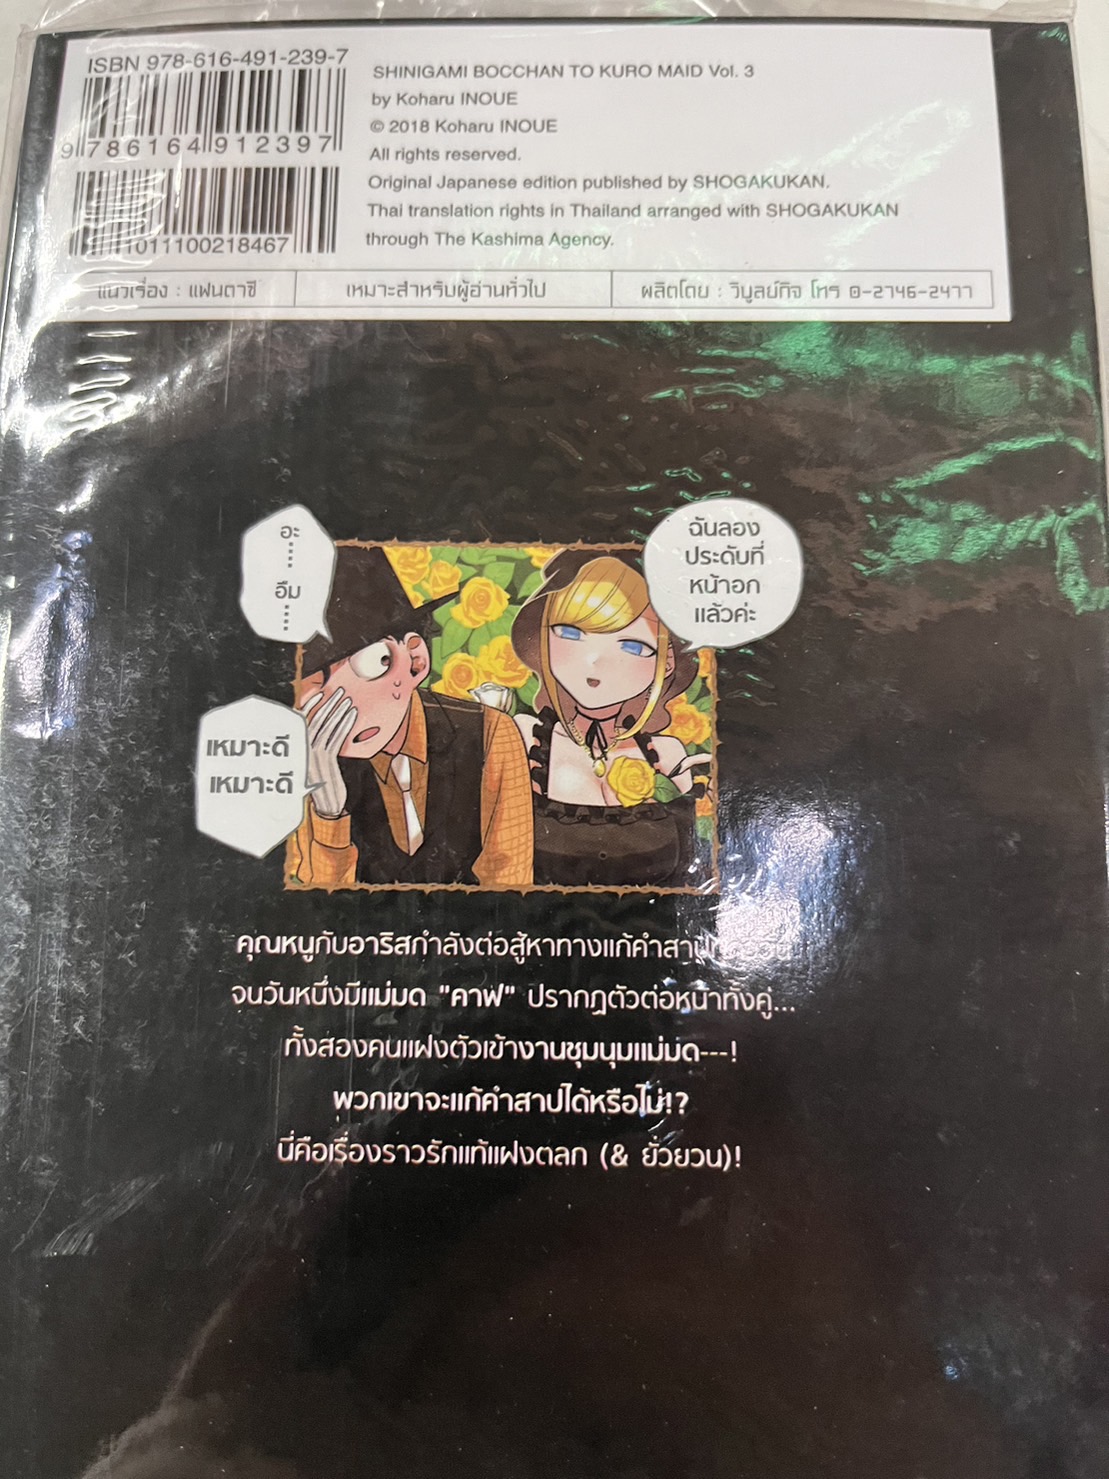 ISBN 978-616-491-239-7
9 786164 912397
011100218467
SHINIGAMI BOCCHAN TO KURO MAID Vol. 3
by Koharu INOUE
© 2018 Koharu INOUE
All rights reserved.
Original Japanese edition published by SHOGAKUKAN.
Thai translation rights in Thailand arranged with SHOGAKUKAN
through The Kashima Agency.
แนวเรื่อง : แฟนตาซี
เหมาะสำหรับผู้อ่านทั่วไป
ผลิตโดย : วิบูลย์กิจ โทร 0-2746-2477
ฉันลอง
ประดับที่
หน้าอก
แล้วค่ะ
อะ
อืม
เหมาะดี
เหมาะดี
คุณหนูกับอาริสกำลังต่อสู้หาทางแก้คำสาป
จนวันหนึ่งมีแม่มด "คาฟ" ปรากฏตัวต่อหน้าทั้งคู่...
ทั้งสองคนแฝงตัวเข้างานชุมนุมแม่มด---!
พวกเขาจะแก้คำสาปได้หรือไม่!?
นี่คือเรื่องราวรักแท้แฝงตลก (& ยั่วยวน)!